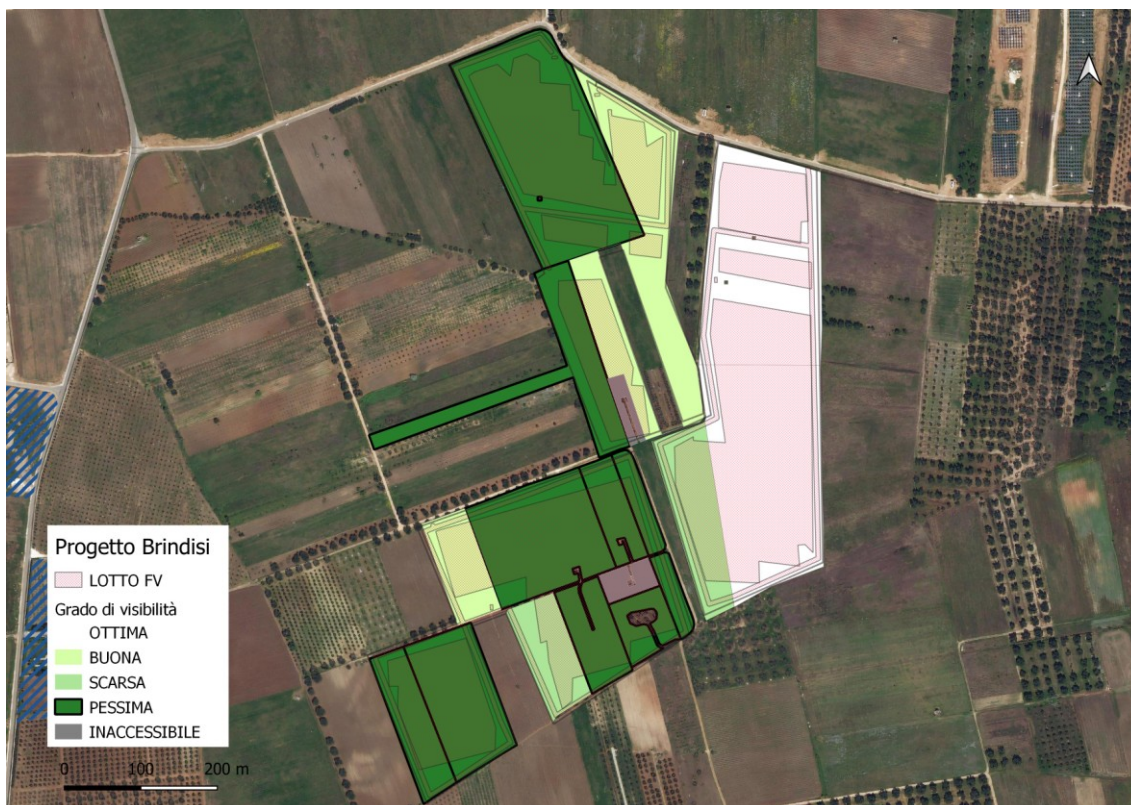 Progetto Brindisi
LOTTO FV
Grado di visibilità
OTTIMA
BUONA
SCARSA
PESSIMA
INACCESSIBILE
0 100 200 m